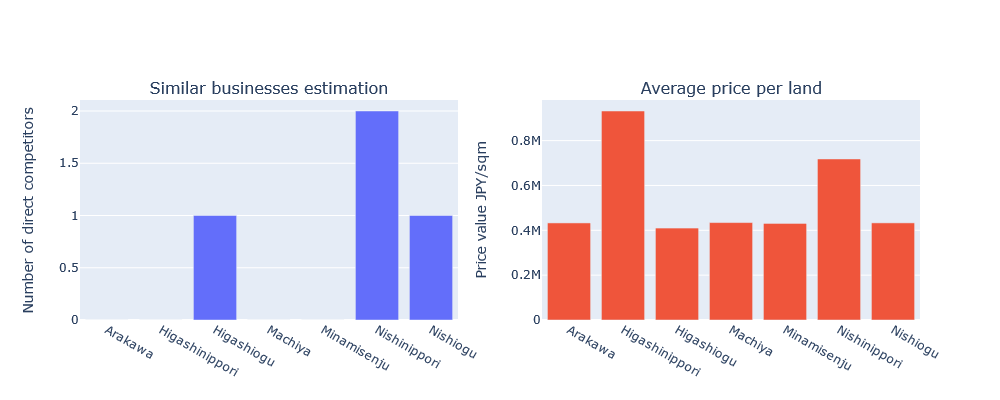 Similar businesses estimation
Number of direct competitors
2
1.5
1
0.5
0
Arakawa
Higashinippori
Higashiogu
Machiya
Minamisenju
Nishinippori
Nishiogu
Average price per land
Price value JPY/sqm
0.8M
0.6M
0.4M
0.2M
0
Arakawa
Higashinippori
Higashiogu
Machiya
Minamisenju
Nishinippori
Nishiogu